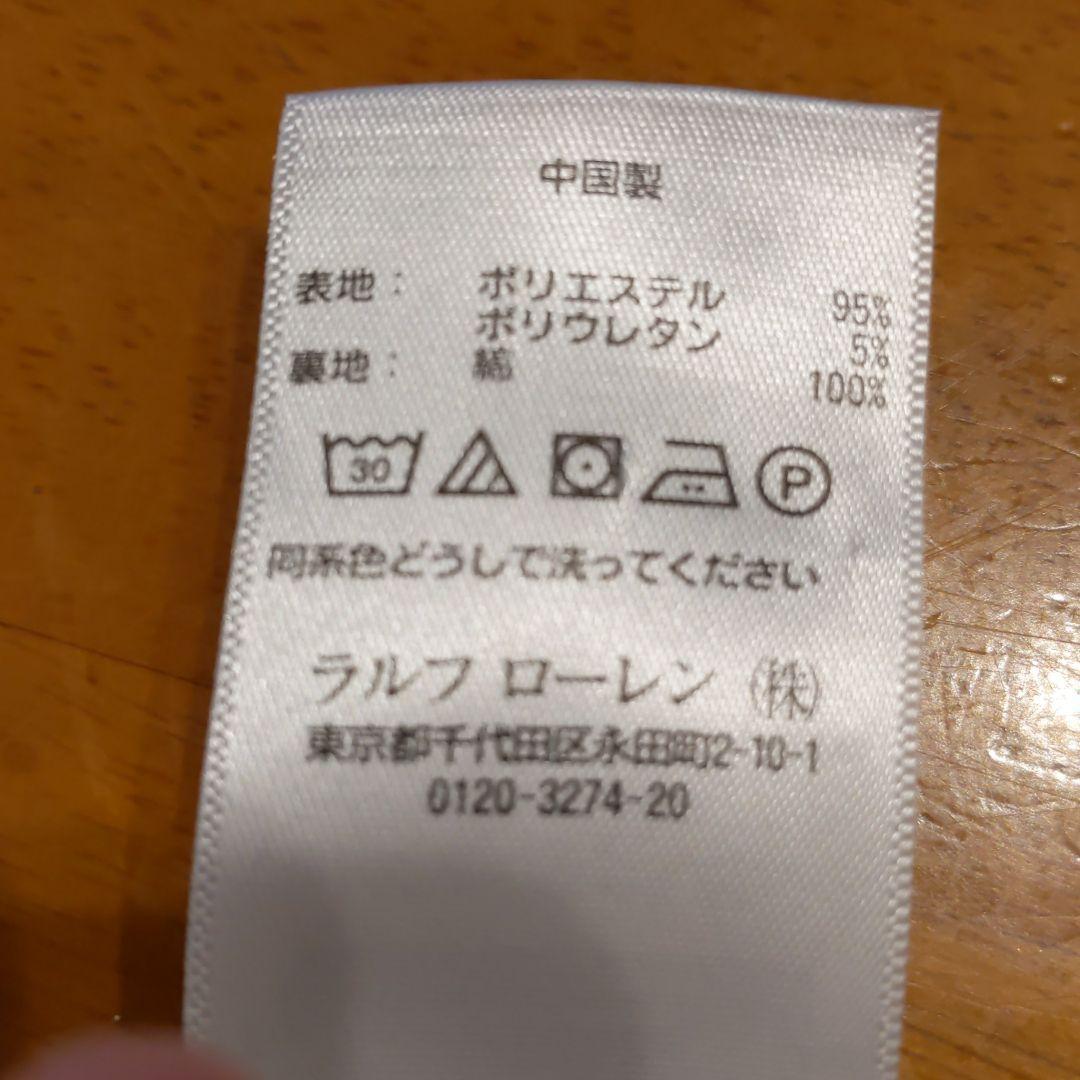 中国製
表地: ポリエステル 95%
ポリウレタン 5%
裏地: 綿 100%
30 P
同系色どうしで洗ってください
ラルフ ローレン (株)
東京都千代田区永田町2-10-1
0120-3274-20